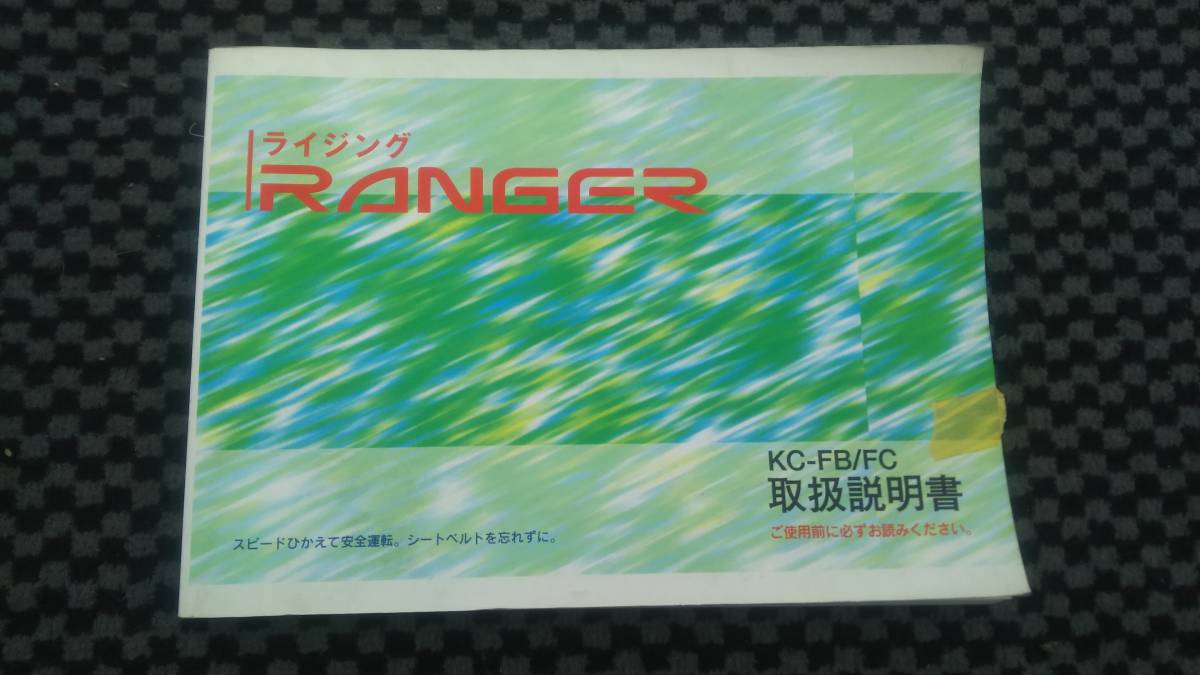 ライジング
RANGER
KC-FB/FC
取扱説明書
ご使用前に必ずお読みください。
スピードひかえて安全運転。シートベルトを忘れずに。